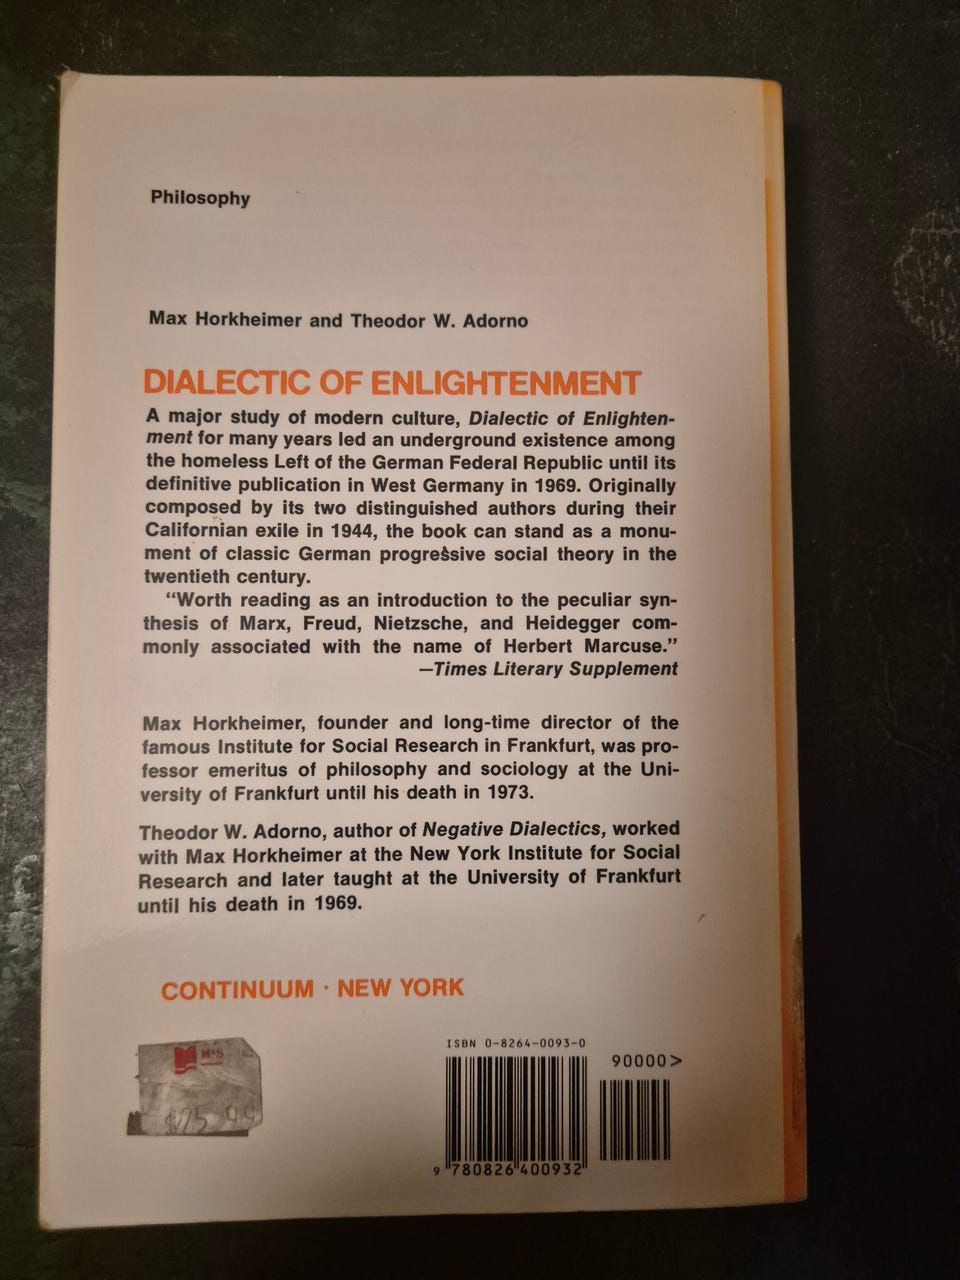 Philosophy
Max Horkheimer and Theodor W. Adorno
DIALECTIC OF ENLIGHTENMENT
A major study of modern culture, Dialectic of Enlighten-
ment for many years led an underground existence among
the homeless Left of the German Federal Republic until its
definitive publication in West Germany in 1969. Originally
composed by its two distinguished authors during their
Californian exile in 1944, the book can stand as a monu-
ment of classic German progressive social theory in the
twentieth century.
“Worth reading as an introduction to the peculiar syn-
thesis of Marx, Freud, Nietzsche, and Heidegger com-
monly associated with the name of Herbert Marcuse.”
—Times Literary Supplement
Max Horkheimer, founder and long-time director of the
famous Institute for Social Research in Frankfurt, was pro-
fessor emeritus of philosophy and sociology at the Uni-
versity of Frankfurt until his death in 1973.
Theodor W. Adorno, author of Negative Dialectics, worked
with Max Horkheimer at the New York Institute for Social
Research and later taught at the University of Frankfurt
until his death in 1969.
CONTINUUM · NEW YORK
ISBN 0-8264-0093-0
90000>
9 780826 400932